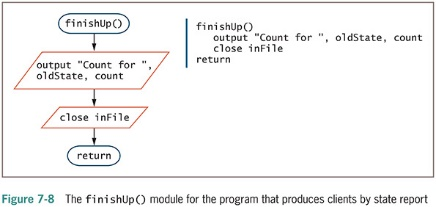 finishUp()
output "Count for ",
oldState, count
close inFile
return
finishUp()
output "Count for ", oldState, count
close inFile
return
Figure 7-8 The finishUp() module for the program that produces clients by state report